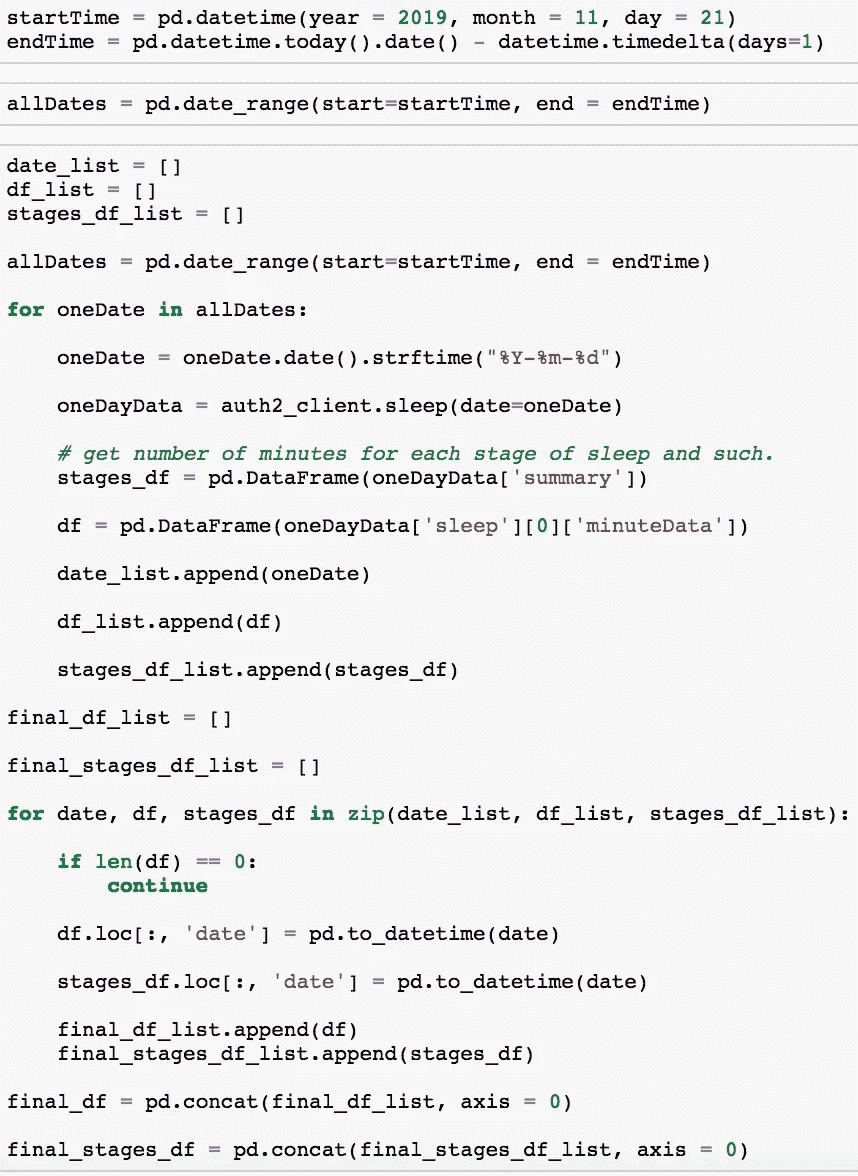 startTime = pd.datetime(year = 2019, month = 11, day = 21)
endTime = pd.datetime.today().date() - datetime.timedelta(days=1)
allDates = pd.date_range(start=startTime, end = endTime)
date_list = []
df_list = []
stages_df_list = []
allDates = pd.date_range(start=startTime, end = endTime)
for oneDate in allDates:
    oneDate = oneDate.date().strftime("%Y-%m-%d")
    oneDayData = auth2_client.sleep(date=oneDate)
    # get number of minutes for each stage of sleep and such.
    stages_df = pd.DataFrame(oneDayData['summary'])
    df = pd.DataFrame(oneDayData['sleep'][0]['minuteData'])
    date_list.append(oneDate)
    df_list.append(df)
    stages_df_list.append(stages_df)
final_df_list = []
final_stages_df_list = []
for date, df, stages_df in zip(date_list, df_list, stages_df_list):
    if len(df) == 0:
        continue
    df.loc[:, 'date'] = pd.to_datetime(date)
    stages_df.loc[:, 'date'] = pd.to_datetime(date)
    final_df_list.append(df)
    final_stages_df_list.append(stages_df)
final_df = pd.concat(final_df_list, axis = 0)
final_stages_df = pd.concat(final_stages_df_list, axis = 0)